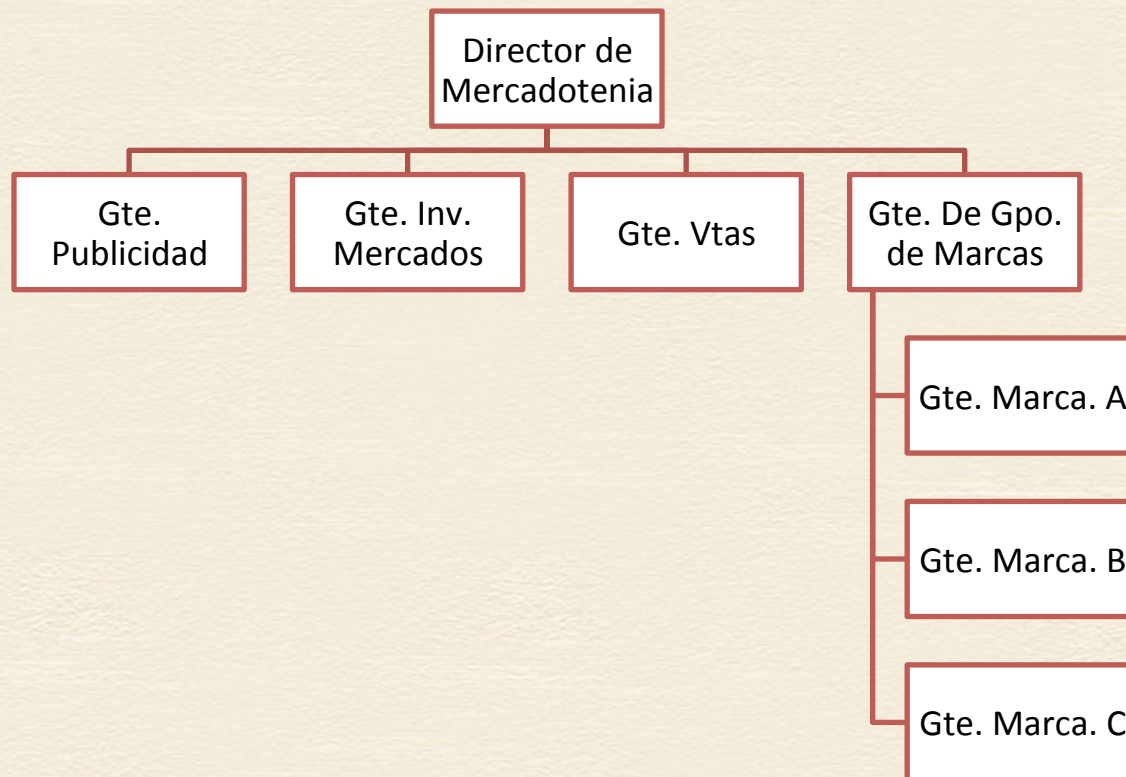 Director de
Mercadotenia
Gte.
Publicidad
Gte. Inv.
Mercados
Gte. Vtas
Gte. De Gpo.
de Marcas
Gte. Marca. A
Gte. Marca. B
Gte. Marca. C